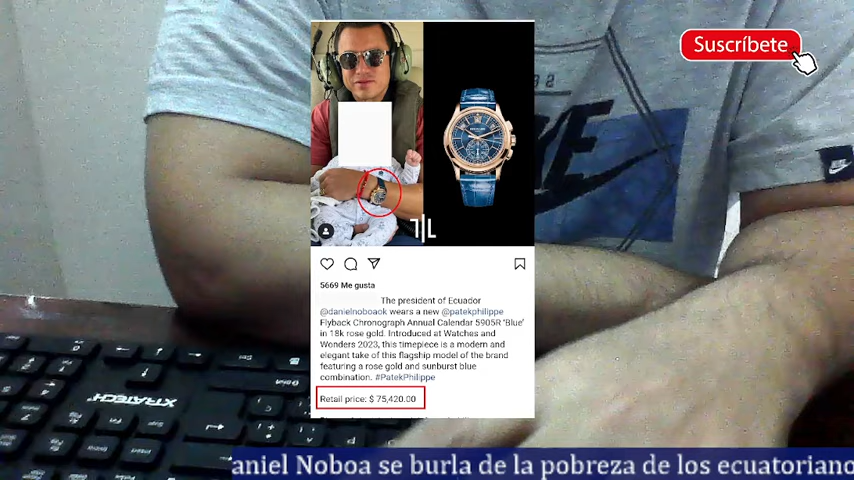 Suscríbete
5669 Me gusta
The president of Ecuador
@danielnoboaok wears a new @patekphilippe
Flyback Chronograph Annual Calendar 5905R 'Blue'
in 18k rose gold. Introduced at Watches and
Wonders 2023, this timepiece is a modern and
elegant take of this flagship model of the brand
featuring a rose gold and sunburst blue
combination. #PatekPhilippe
Retail price: $ 75,420.00
XTRATECH
aniel Noboa se burla de la pobreza de los ecuatoriano